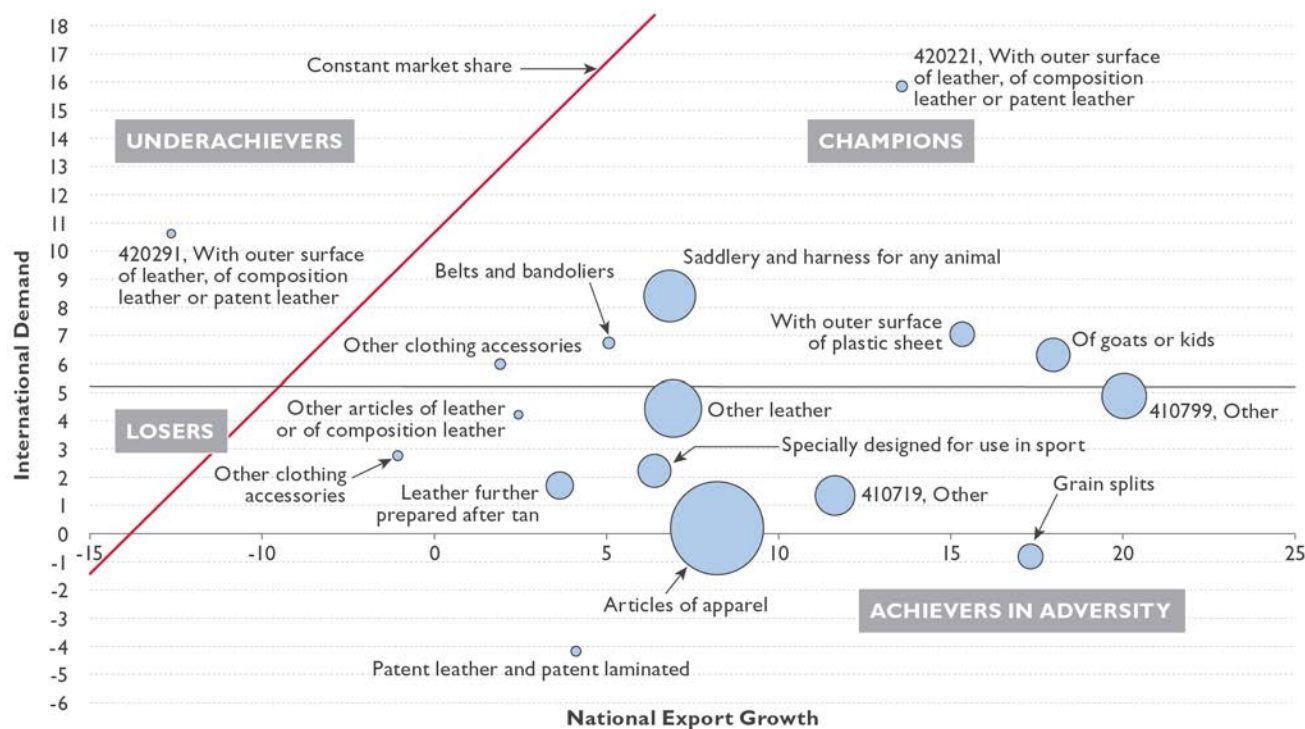 18
17
16
15
14
13
12
11
10
9
8
7
6
5
4
3
2
1
0
-1
-2
-3
-4
-5
-6
International Demand
Constant market share
420221, With outer surface
of leather, of composition
leather or patent leather
UNDERACHIEVERS
CHAMPIONS
420291, With outer surface
of leather, of composition
leather or patent leather
Belts and bandoliers
Saddlery and harness for any animal
Other clothing accessories
With outer surface
of plastic sheet
Of goats or kids
LOSERS
Other articles of leather
or of composition leather
Other leather
410799, Other
Other clothing
accessories
Specially designed for use in sport
Leather further
prepared after tan
410719, Other
Grain splits
-15 -10 0 5 10 15 20 25
Articles of apparel
ACHIEVERS IN ADVERSITY
Patent leather and patent laminated
National Export Growth